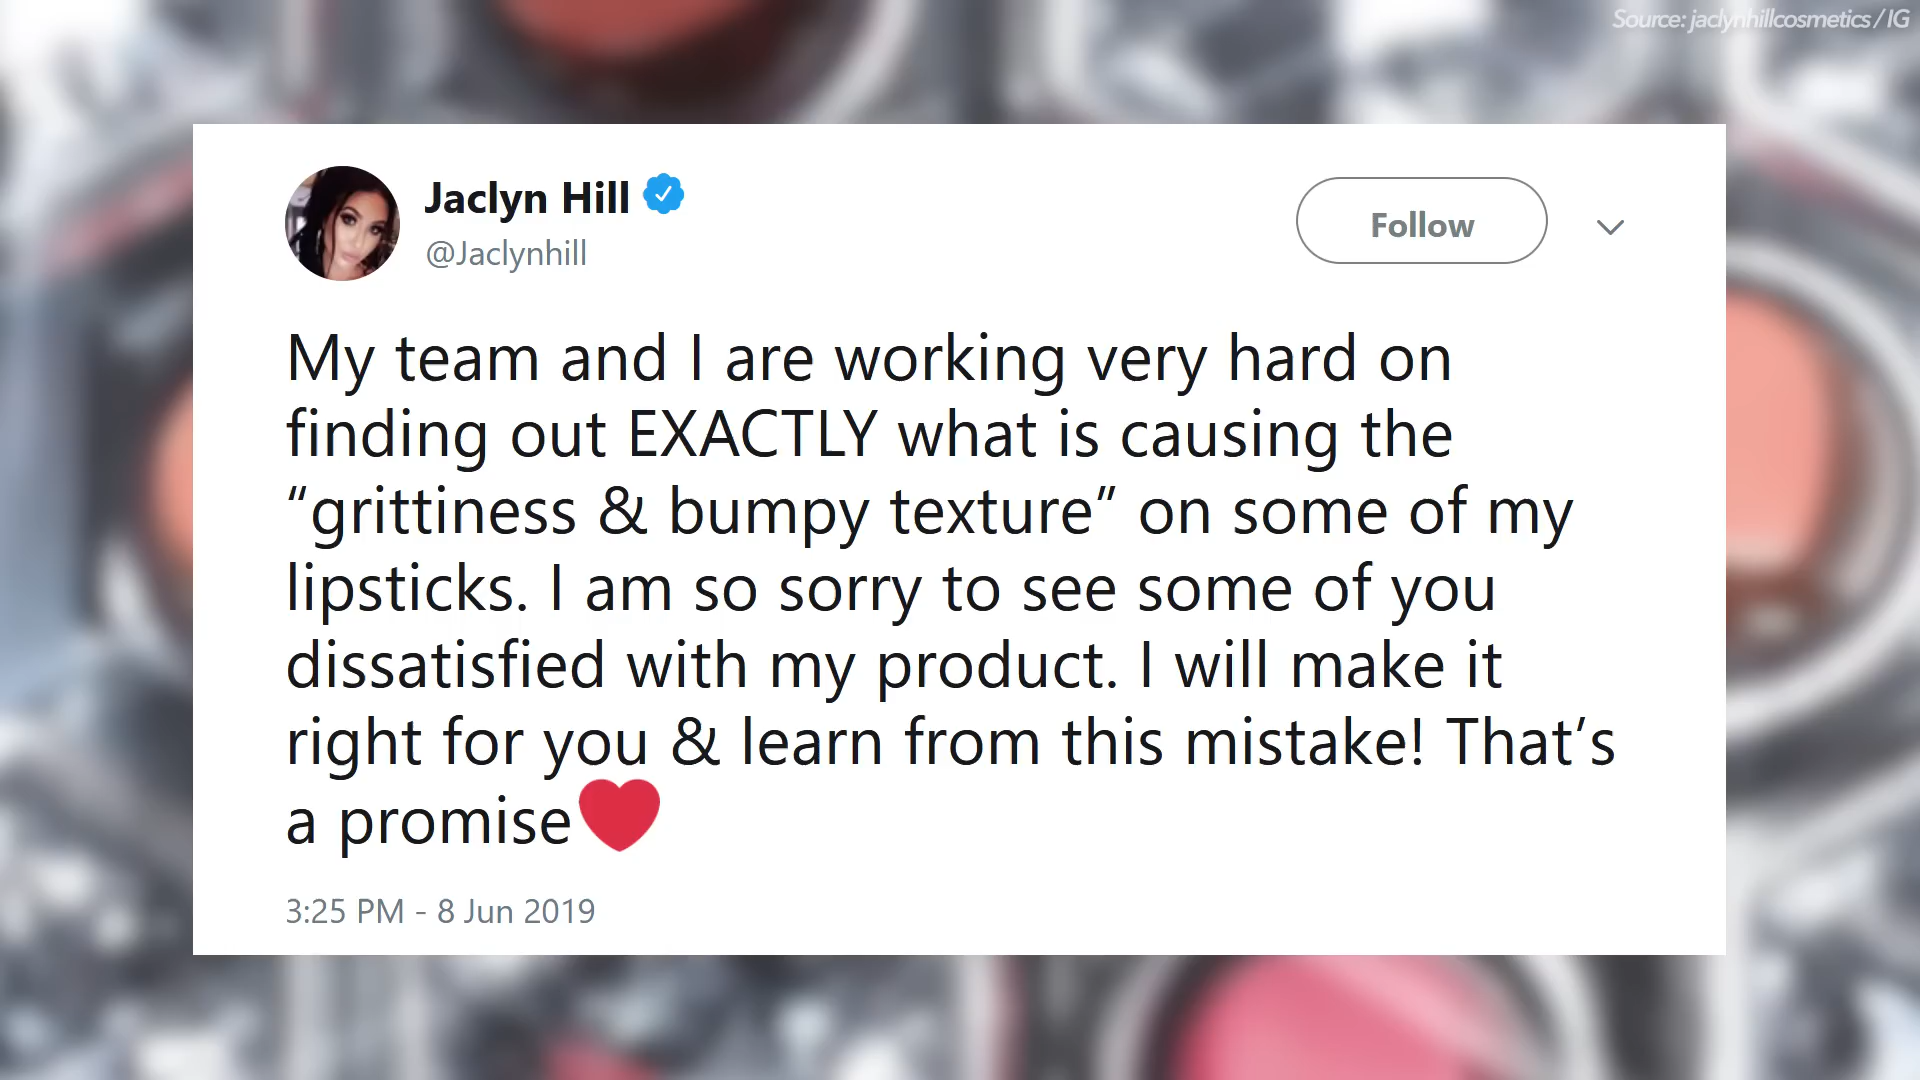 Source: jaclynhillcosmetics / IG
Jaclyn Hill
@Jaclynhill
Follow
My team and I are working very hard on
finding out EXACTLY what is causing the
“grittiness & bumpy texture” on some of my
lipsticks. I am so sorry to see some of you
dissatisfied with my product. I will make it
right for you & learn from this mistake! That’s
a promise❤️
3:25 PM - 8 Jun 2019